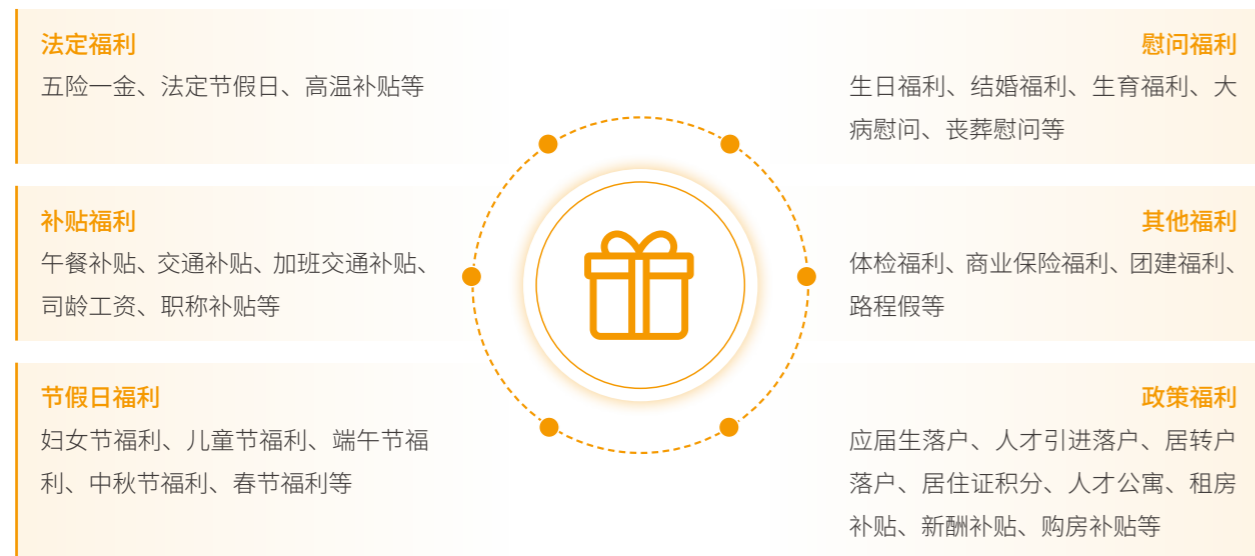 法定福利
五险一金、法定节假日、高温补贴等
补贴福利
午餐补贴、交通补贴、加班交通补贴、
司龄工资、职称补贴等
节假日福利
妇女节福利、儿童节福利、端午节福
利、中秋节福利、春节福利等
慰问福利
生日福利、结婚福利、生育福利、大
病慰问、丧葬慰问等
其他福利
体检福利、商业保险福利、团建福利、
路程假等
政策福利
应届生落户、人才引进落户、居转户
落户、居住证积分、人才公寓、租房
补贴、新酬补贴、购房补贴等